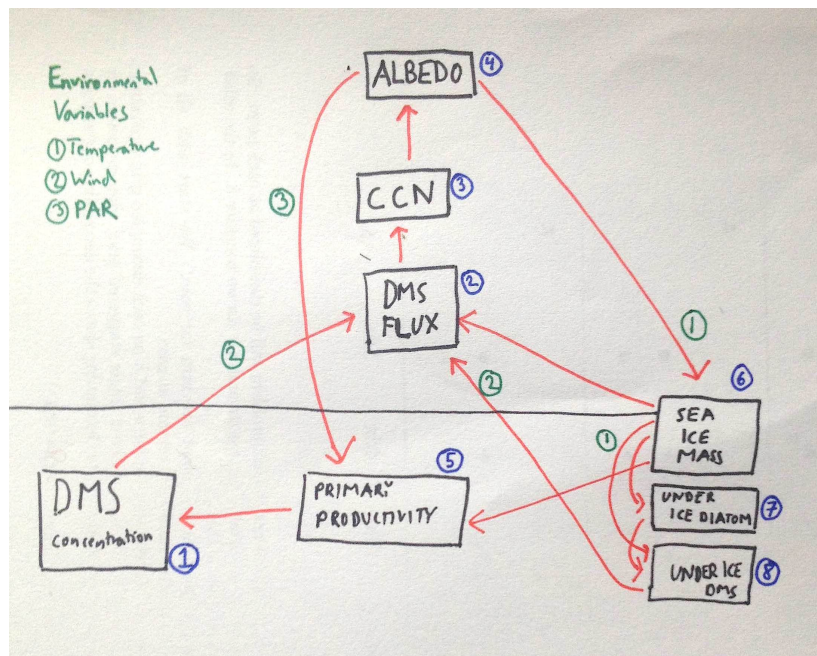 Environmental
Variables
① Temperature
② Wind
③ PAR
ALBEDO ④
③
CCN ③
DMS ②
FLUX
①
②
②
⑥
SEA
ICE
MASS
①
⑤
PRIMARY
PRODUCTIVITY
DMS
concentration ①
UNDER
ICE DIATOM ⑦
UNDER ICE ⑧
DMS